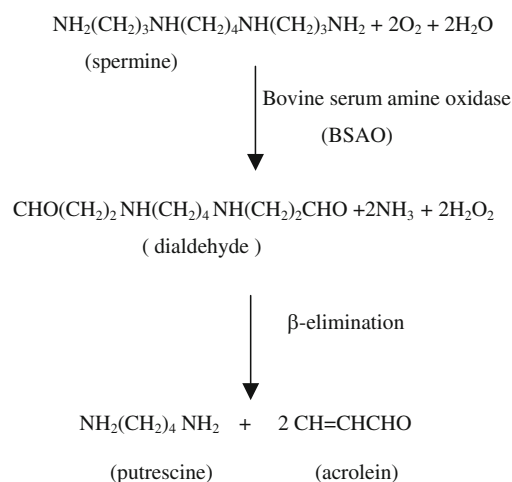 NH₂(CH₂)₃NH(CH₂)₄NH(CH₂)₃NH₂ + 2O₂ + 2H₂O
(spermine)
Bovine serum amine oxidase
(BSAO)
CHO(CH₂)₂ NH(CH₂)₄ NH(CH₂)₂CHO +2NH₃ + 2H₂O₂
( dialdehyde )
β-elimination
NH₂(CH₂)₄ NH₂ + 2 CH=CHCHO
(putrescine) (acrolein)